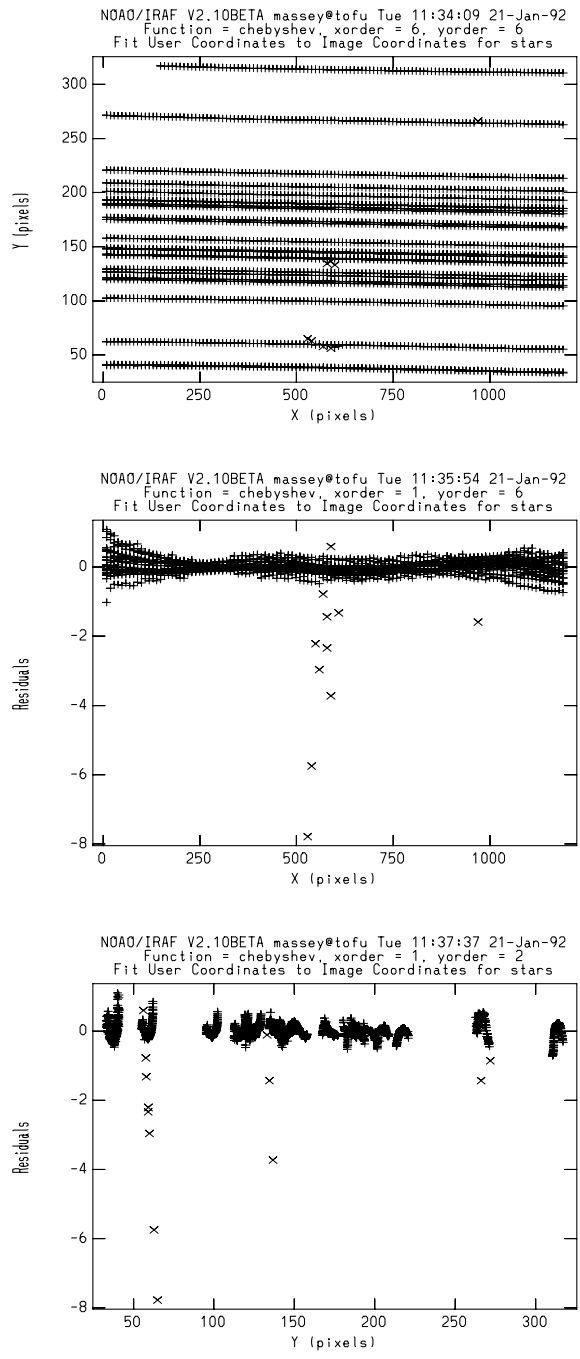 NOAO/IRAF V2.10BETA massey@tofu Tue 11:34:09 21-Jan-92
Function = chebyshev, xorder = 6, yorder = 6
Fit User Coordinates to Image Coordinates for stars
300
250
200
150
100
50
Y (pixels)
0 250 500 750 1000
X (pixels)
NOAO/IRAF V2.10BETA massey@tofu Tue 11:35:54 21-Jan-92
Function = chebyshev, xorder = 1, yorder = 6
Fit User Coordinates to Image Coordinates for stars
0
-2
-4
-6
-8
Residuals
0 250 500 750 1000
X (pixels)
NOAO/IRAF V2.10BETA massey@tofu Tue 11:37:37 21-Jan-92
Function = chebyshev, xorder = 1, yorder = 2
Fit User Coordinates to Image Coordinates for stars
0
-2
-4
-6
-8
Residuals
50 100 150 200 250 300
Y (pixels)